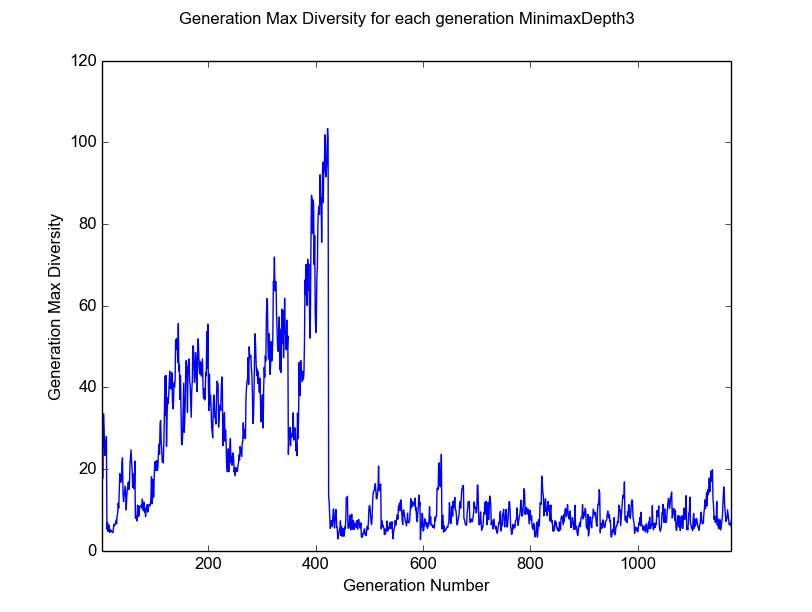 Generation Max Diversity for each generation MinimaxDepth3
120
100
80
60
40
20
0
200 400 600 800 1000
Generation Max Diversity
Generation Number